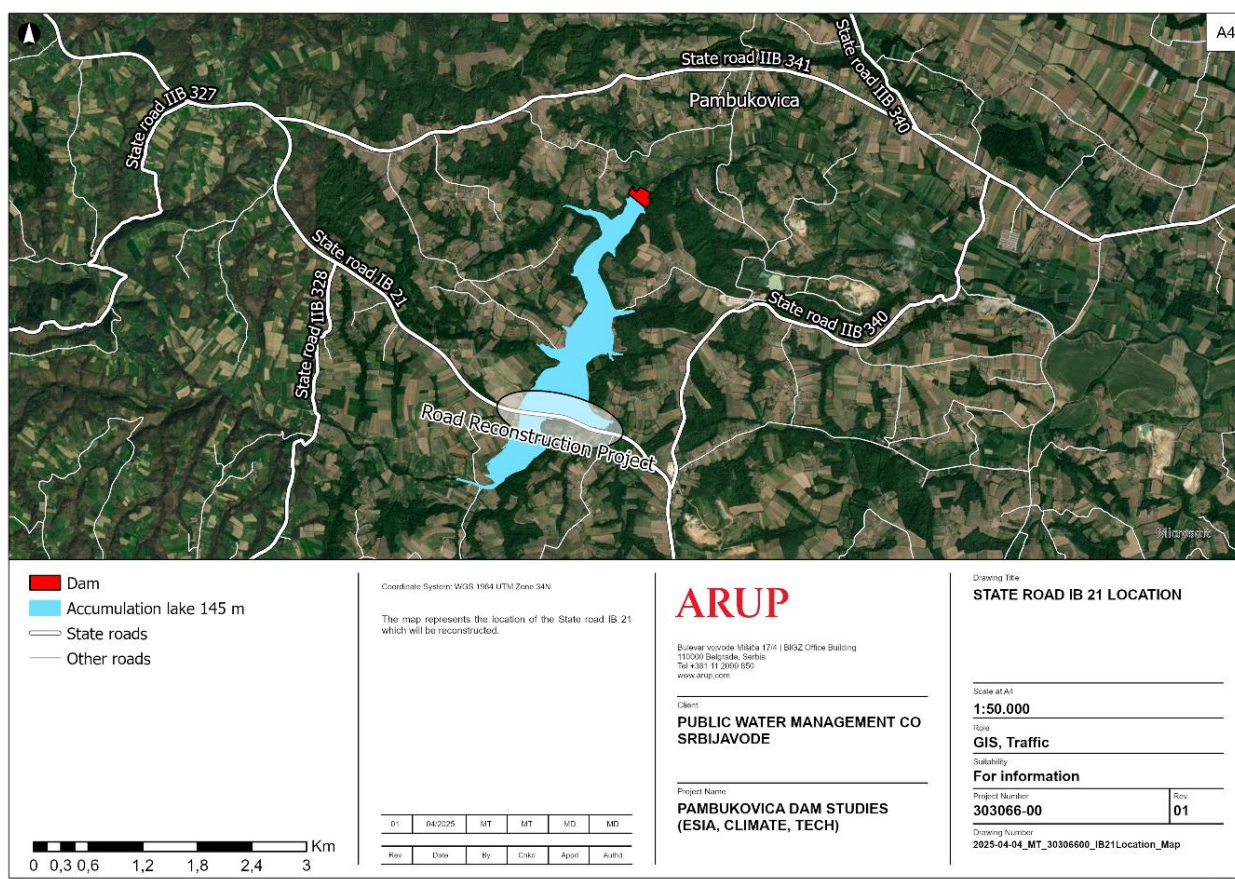 A4
State road IIB 341
State road IIB 340
State road IIB 327
Pambukovica
State road IB 21
State road IIB 328
State road IIB 340
Road Reconstruction Project
Microsoft
Dam
Accumulation lake 145 m
State roads
Other roads
Km
0 0,3 0,6 1,2 1,8 2,4 3
Coordinate System: WGS 1984 UTM Zone 34N
The map represents the location of the State road IB 21
which will be reconstructed.
01 04/2025 MT MT MD MD
Rev Date By Chkd Appd Authd
ARUP
Bulevar vojvode Mišića 17/4 | BIGZ Office Building
110000 Belgrade, Serbia
Tel +381 11 2099 850
www.arup.com
Client
PUBLIC WATER MANAGEMENT CO
SRBIJAVODE
Project Name
PAMBUKOVICA DAM STUDIES
(ESIA, CLIMATE, TECH)
Drawing Title
STATE ROAD IB 21 LOCATION
Scale at A4
1:50.000
Role
GIS, Traffic
Suitability
For information
Project Number
303066-00
Rev
01
Drawing Number
2025-04-04_MT_30306600_IB21Location_Map